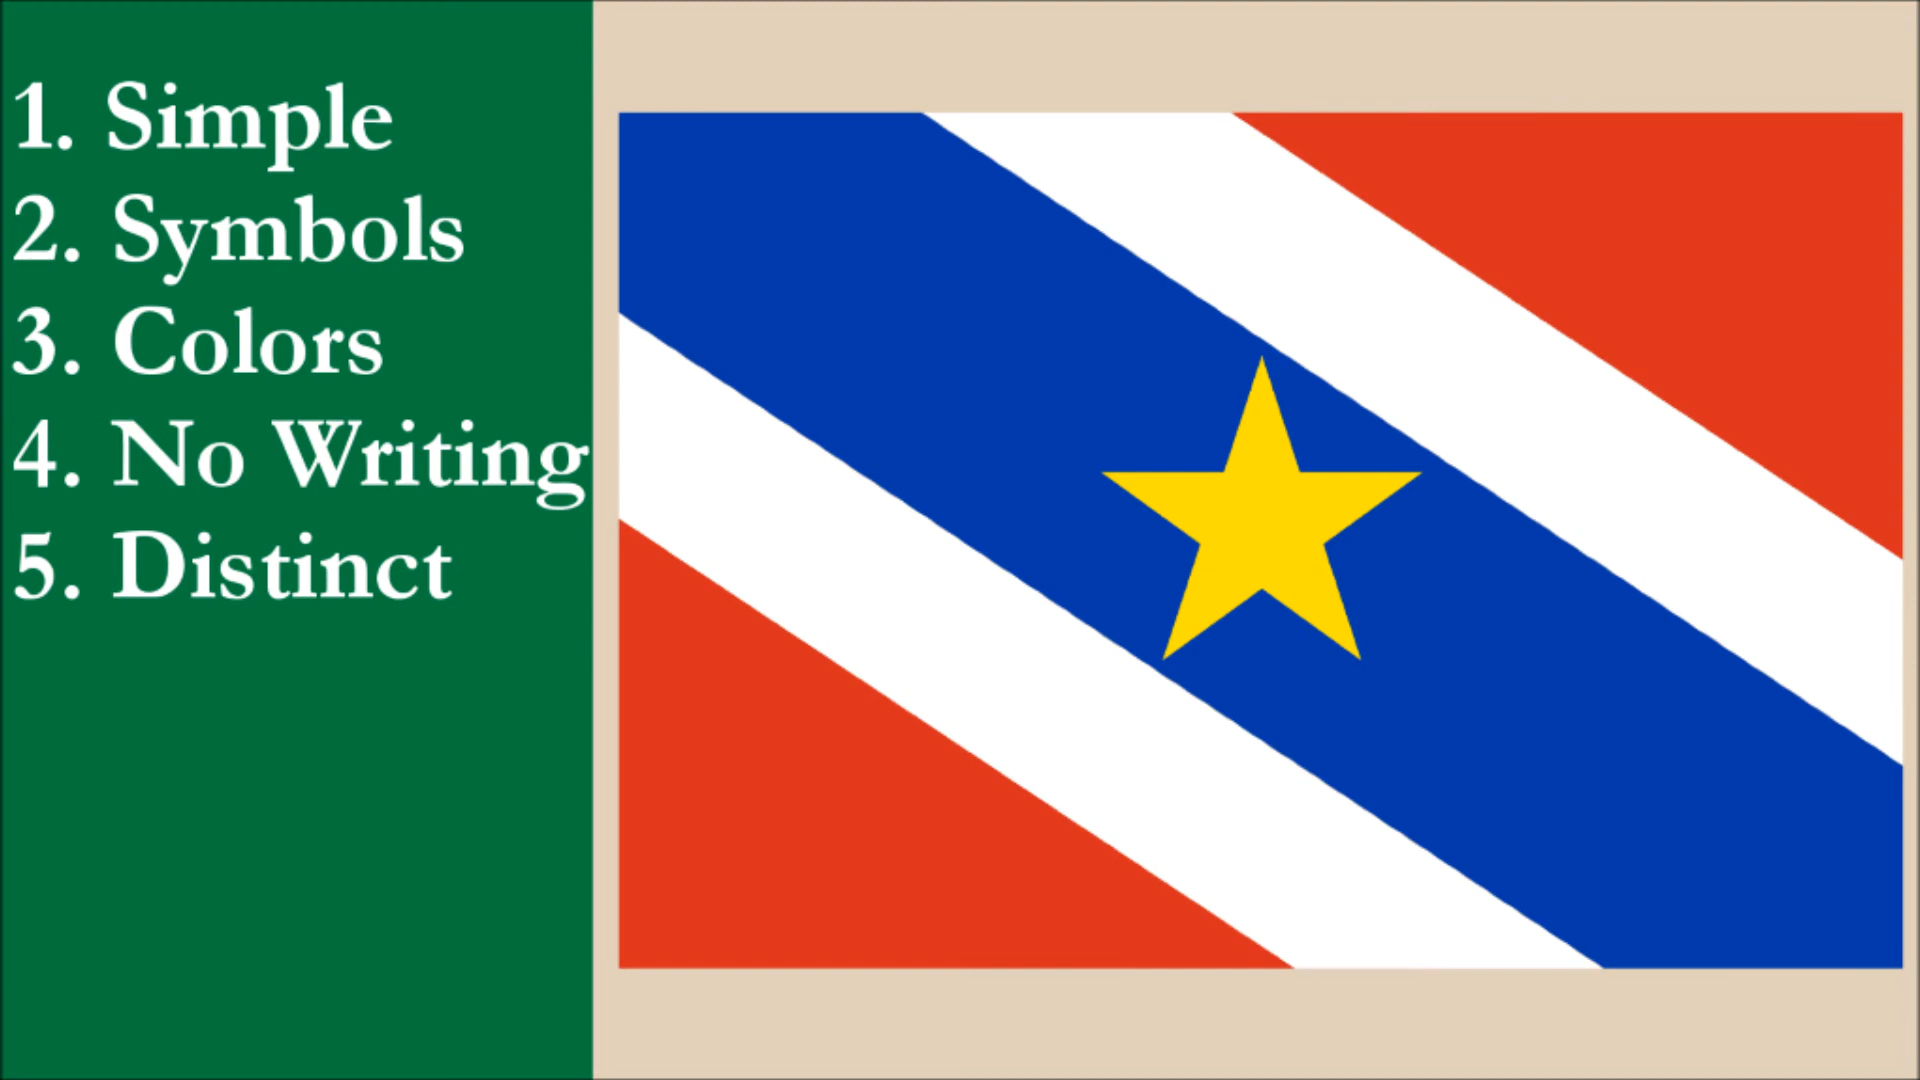 1. Simple
2. Symbols
3. Colors
4. No Writing
5. Distinct